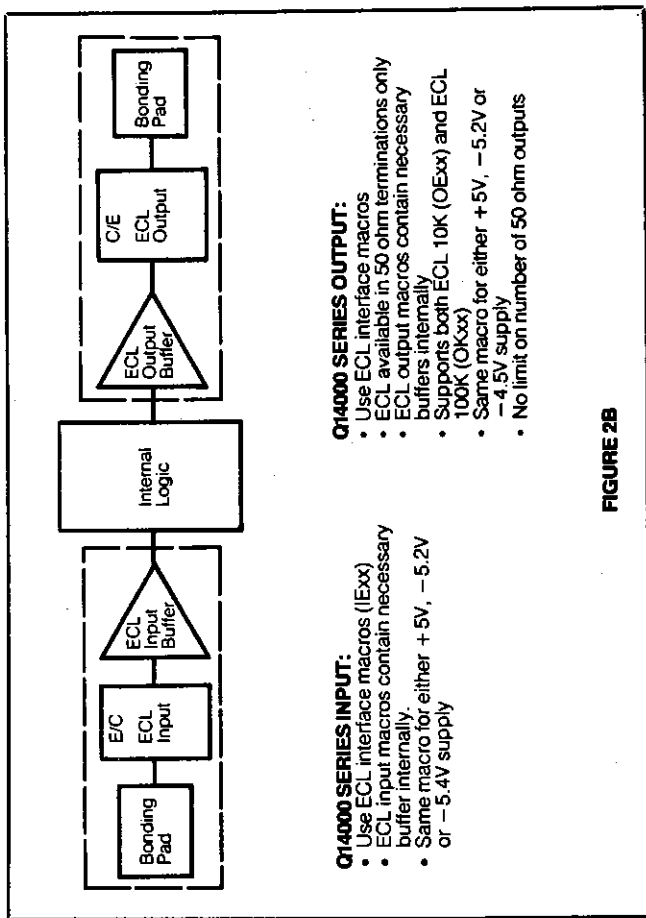 Bonding
Pad
E/C
ECL
Input
ECL
Input
Buffer
Internal
Logic
ECL
Output
Buffer
C/E
ECL
Output
Bonding
Pad
Q14000 SERIES INPUT:
• Use ECL interface macros (IExx)
• ECL input macros contain necessary
buffer internally.
• Same macro for either +5V, −5.2V
or −5.4V supply
Q14000 SERIES OUTPUT:
• Use ECL interface macros
• ECL available in 50 ohm terminations only
• ECL output macros contain necessary
buffers internally
• Supports both ECL 10K (OExx) and ECL
100K (OKxx)
• Same macro for either +5V, −5.2V or
−4.5V supply
• No limit on number of 50 ohm outputs
FIGURE 2B